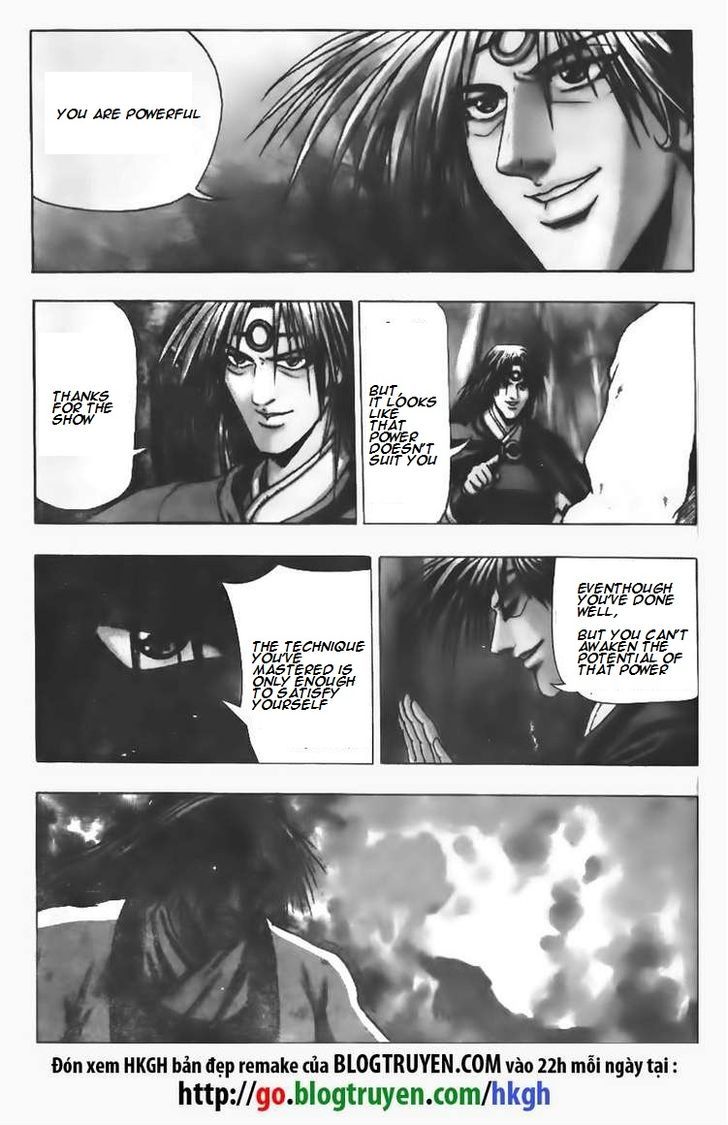 YOU ARE POWERFUL
THANKS
FOR THE
SHOW
BUT,
IT LOOKS
LIKE
THAT
POWER
DOESN'T
SUIT YOU
THE TECHNIQUE
YOU'VE
MASTERED IS
ONLY ENOUGH
TO SATISFY
YOURSELF
EVENTHOUGH
YOU'VE DONE
WELL,
BUT YOU CAN'T
AWAKEN THE
POTENTIAL OF
THAT POWER
Đón xem HKGH bản đẹp remake của BLOGTRUYEN.COM vào 22h mỗi ngày tại :
http://go.blogtruyen.com/hkgh